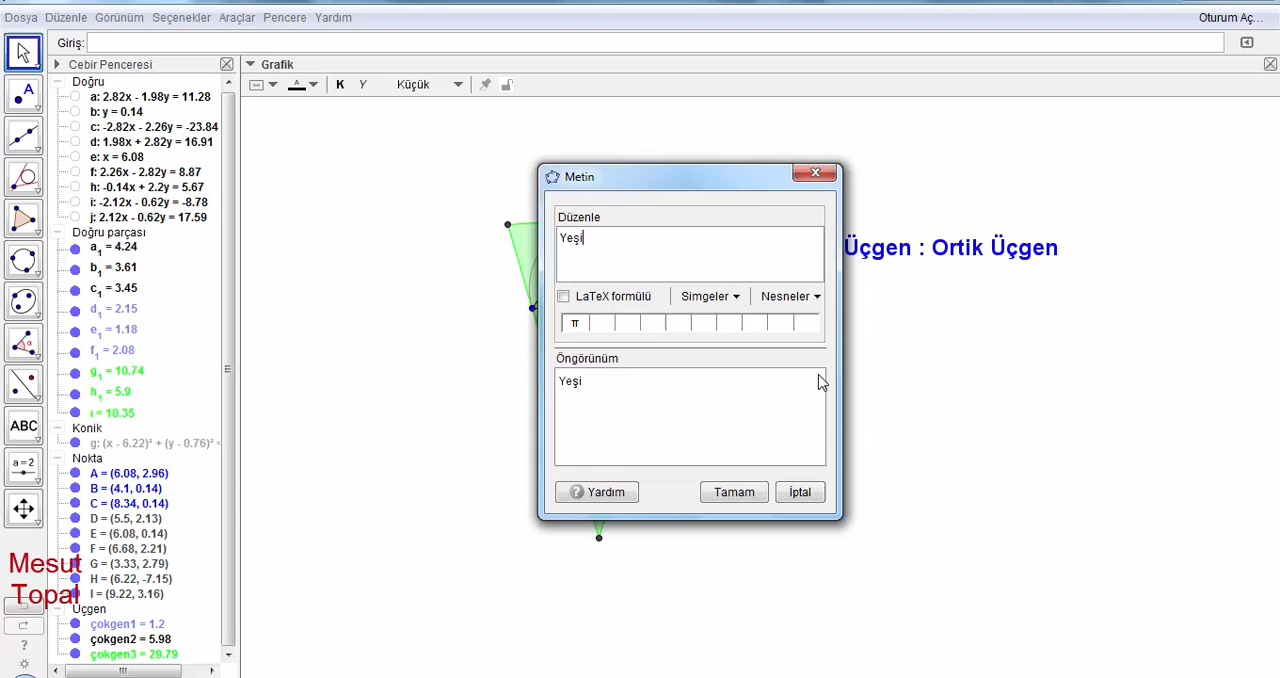 Dosya Düzenle Görünüm Seçenekler Araçlar Pencere Yardım Oturum Aç...
Giriş:
Cebir Penceresi
Grafik
K Y Küçük
Doğru
a: 2.82x - 1.98y = 11.28
b: y = 0.14
c: -2.82x - 2.26y = -23.84
d: 1.98x + 2.82y = 16.91
e: x = 6.08
f: 2.26x - 2.82y = 8.87
h: -0.14x + 2.2y = 5.67
i: -2.12x - 0.62y = -8.78
j: 2.12x - 0.62y = 17.59
Doğru parçası
a₁ = 4.24
b₁ = 3.61
c₁ = 3.45
d₁ = 2.15
e₁ = 1.18
f₁ = 2.08
g₁ = 10.74
h₁ = 5.9
ı = 10.35
Konik
g: (x - 6.22)² + (y - 0.76)² =
Nokta
A = (6.08, 2.96)
B = (4.1, 0.14)
C = (8.34, 0.14)
D = (5.5, 2.13)
E = (6.08, 0.14)
F = (6.68, 2.21)
G = (3.33, 2.79)
H = (6.22, -7.15)
I = (9.22, 3.16)
Üçgen
çokgen1 = 1.2
çokgen2 = 5.98
çokgen3 = 29.79
A
α
ABC
a=2
Mesut
Topal
?
Metin
Düzenle
Yeşi
LaTeX formülü Simgeler Nesneler
π
Öngörünüm
Yeşi
? Yardım Tamam İptal
Üçgen : Ortik Üçgen